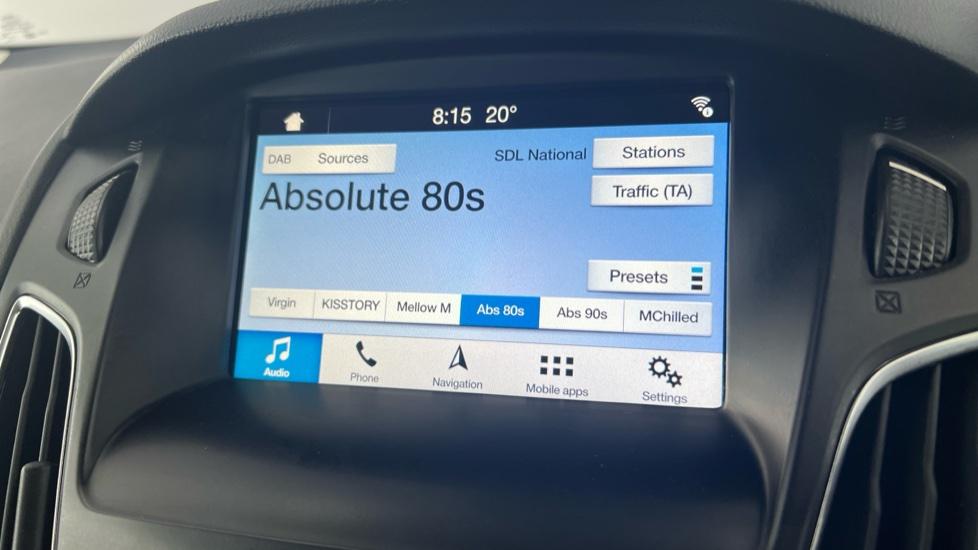 8:15 20°
DAB Sources SDL National Stations
Absolute 80s Traffic (TA)
Presets
Virgin KISSTORY Mellow M Abs 80s Abs 90s MChilled
Audio Phone Navigation Mobile apps Settings